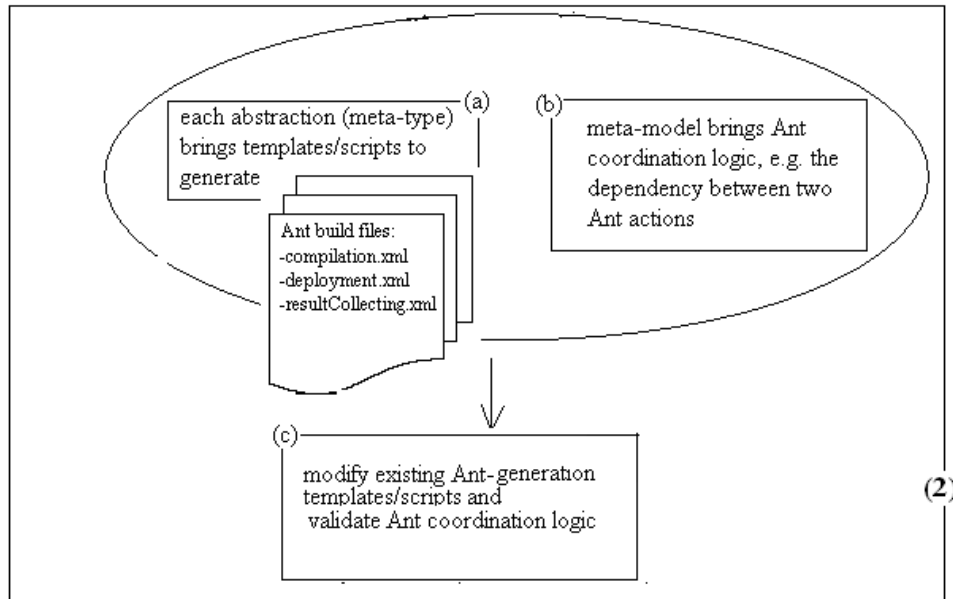 (a)
each abstraction (meta-type)
brings templates/scripts to
generate
Ant build files:
-compilation.xml
-deployment.xml
-resultCollecting.xml
(b)
meta-model brings Ant
coordination logic, e.g. the
dependency between two
Ant actions
(c)
modify existing Ant-generation
templates/scripts and
validate Ant coordination logic
(2)